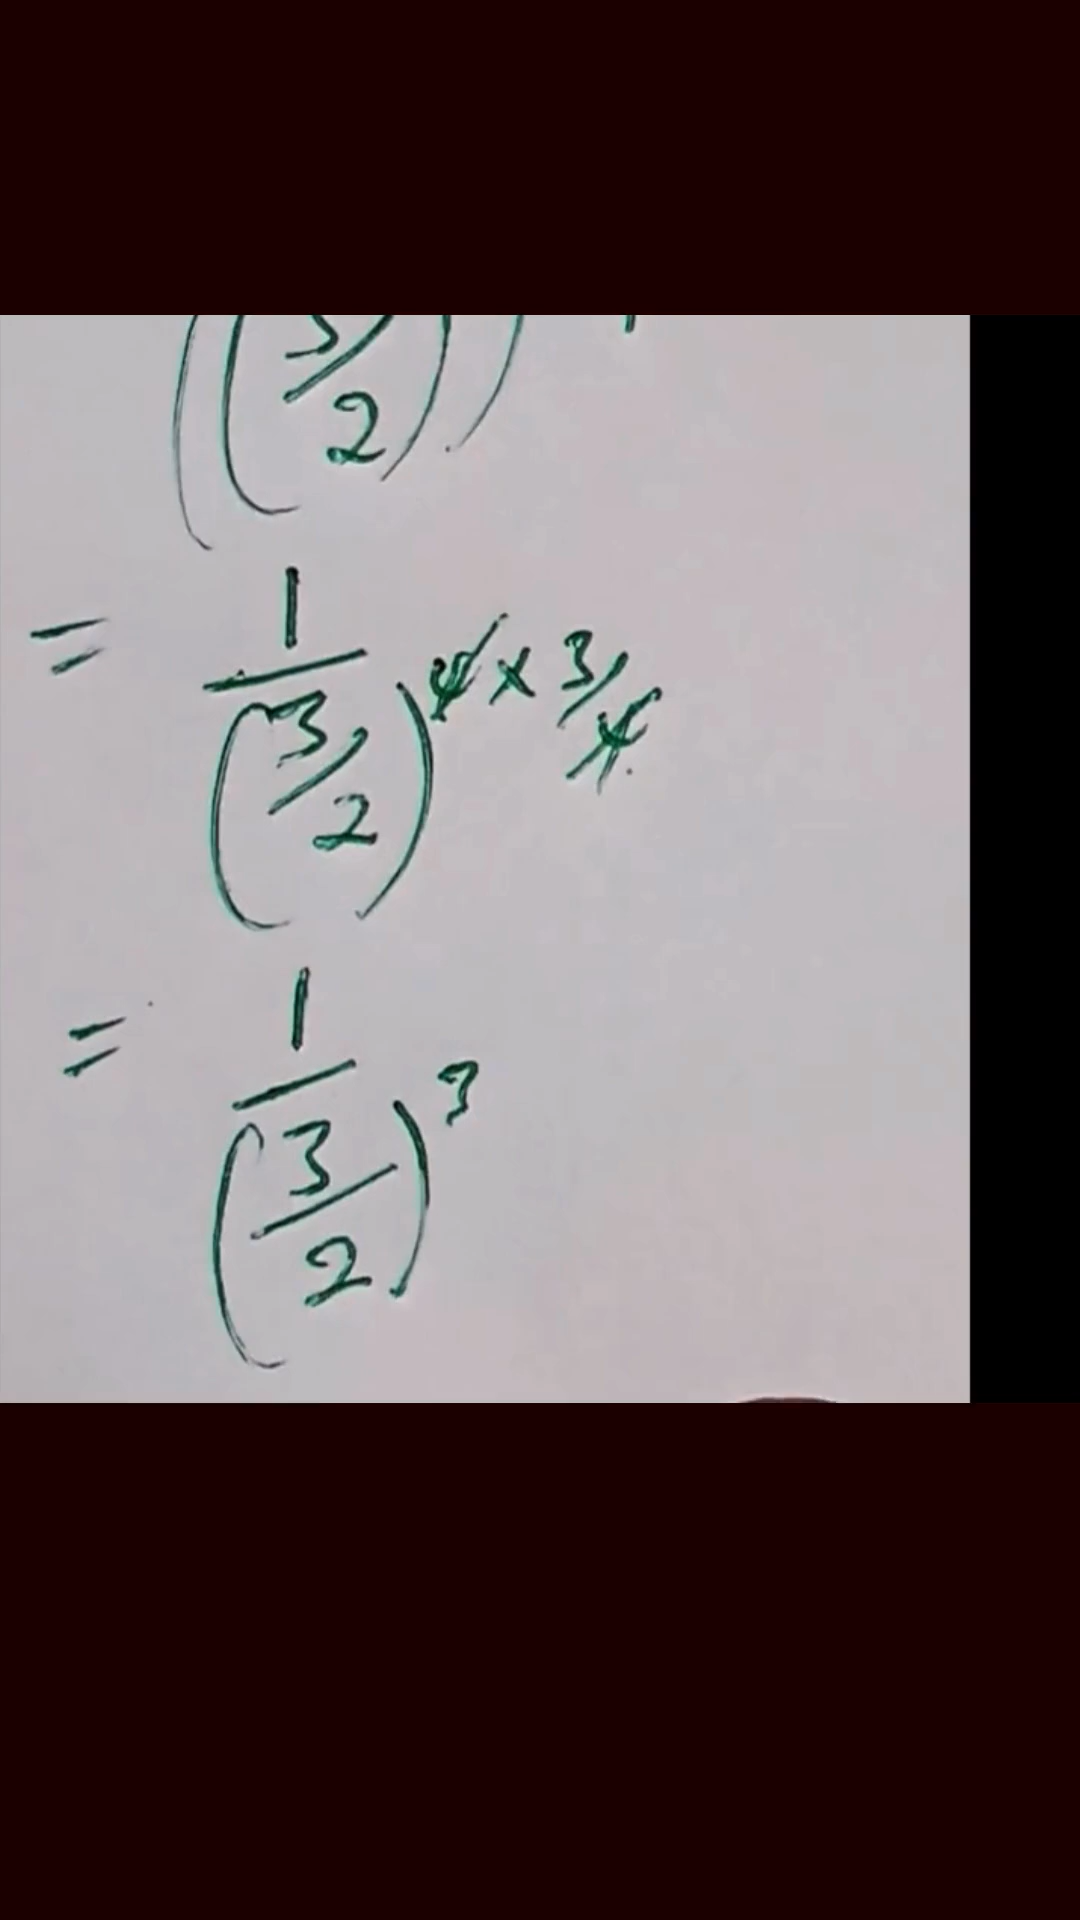 ((3/2))
= 1/(3/2)^4×3/4
= 1/(3/2)^3